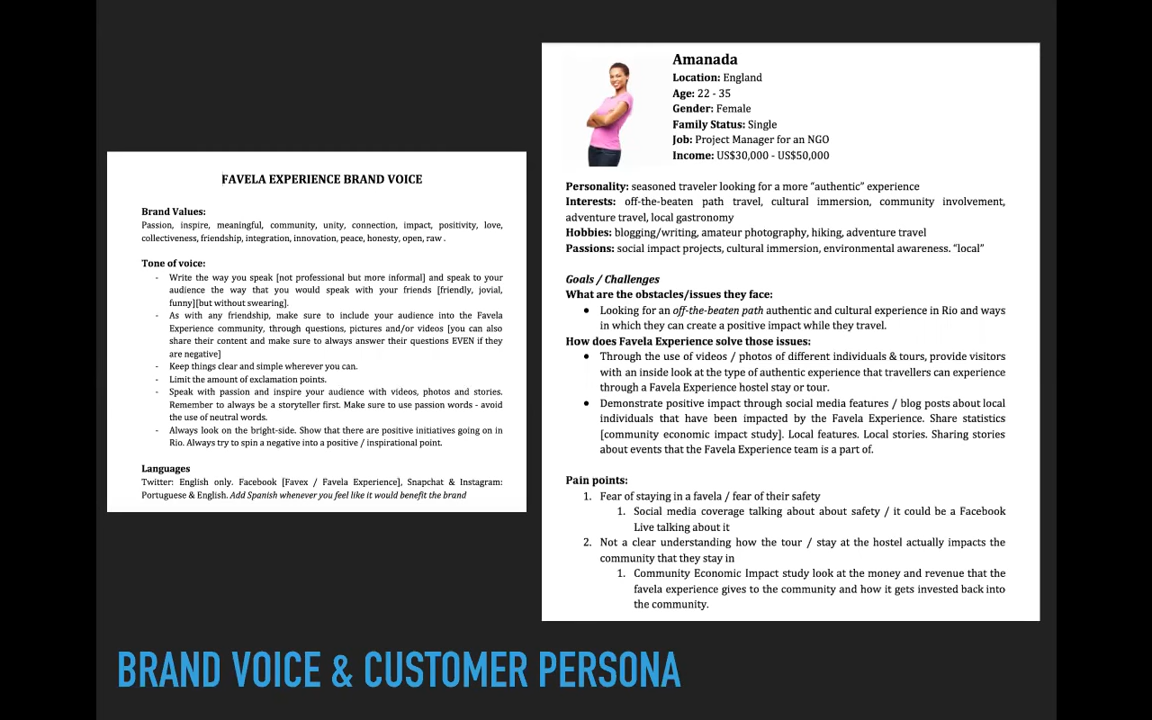 FAVELA EXPERIENCE BRAND VOICE
Brand Values:
Passion, inspire, meaningful, community, unity, connection, impact, positivity, love,
collectiveness, friendship, integration, innovation, peace, honesty, open, raw .
Tone of voice:
- Write the way you speak [not professional but more informal] and speak to your
audience the way that you would speak with your friends [friendly, jovial,
funny][but without swearing].
- As with any friendship, make sure to include your audience into the Favela
Experience community, through questions, pictures and/or videos [you can also
share their content and make sure to always answer their questions EVEN if they
are negative]
- Keep things clear and simple wherever you can.
- Limit the amount of exclamation points.
- Speak with passion and inspire your audience with videos, photos and stories.
Remember to always be a storyteller first. Make sure to use passion words - avoid
the use of neutral words.
- Always look on the bright-side. Show that there are positive initiatives going on in
Rio. Always try to spin a negative into a positive / inspirational point.
Languages
Twitter: English only. Facebook [Favex / Favela Experience], Snapchat & Instagram:
Portuguese & English. Add Spanish whenever you feel like it would benefit the brand
Amanada
Location: England
Age: 22 - 35
Gender: Female
Family Status: Single
Job: Project Manager for an NGO
Income: US$30,000 - US$50,000
Personality: seasoned traveler looking for a more “authentic” experience
Interests: off-the-beaten path travel, cultural immersion, community involvement,
adventure travel, local gastronomy
Hobbies: blogging/writing, amateur photography, hiking, adventure travel
Passions: social impact projects, cultural immersion, environmental awareness. “local”
Goals / Challenges
What are the obstacles/issues they face:
● Looking for an off-the-beaten path authentic and cultural experience in Rio and ways
in which they can create a positive impact while they travel.
How does Favela Experience solve those issues:
● Through the use of videos / photos of different individuals & tours, provide visitors
with an inside look at the type of authentic experience that travellers can experience
through a Favela Experience hostel stay or tour.
● Demonstrate positive impact through social media features / blog posts about local
individuals that have been impacted by the Favela Experience. Share statistics
[community economic impact study]. Local features. Local stories. Sharing stories
about events that the Favela Experience team is a part of.
Pain points:
1. Fear of staying in a favela / fear of their safety
1. Social media coverage talking about about safety / it could be a Facebook
Live talking about it
2. Not a clear understanding how the tour / stay at the hostel actually impacts the
community that they stay in
1. Community Economic Impact study look at the money and revenue that the
favela experience gives to the community and how it gets invested back into
the community.
BRAND VOICE & CUSTOMER PERSONA